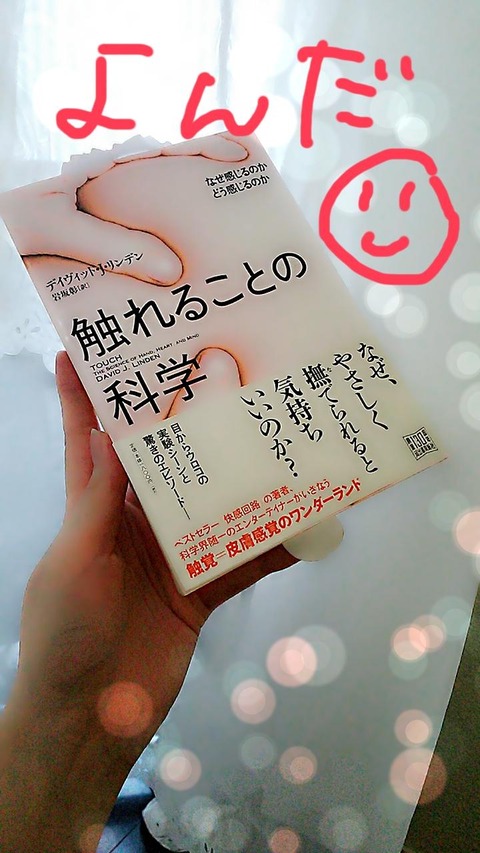 よんだ
なぜ感じるのか
どう感じるのか
デイヴィッド・J・リンデン
岩坂彰[訳]
触れることの
科学
TOUCH
THE SCIENCE OF HAND, HEART, AND MIND
DAVID J. LINDEN
なぜ、
やさしく
撫でられると
気持ち
いいのか?
目からウロコの
実験・シーンと
驚きのエピソード!
ベストセラー 快感回路 の著者、
科学界随一のエンターテイナーがいざなう
触覚=皮膚感覚のワンダーランド